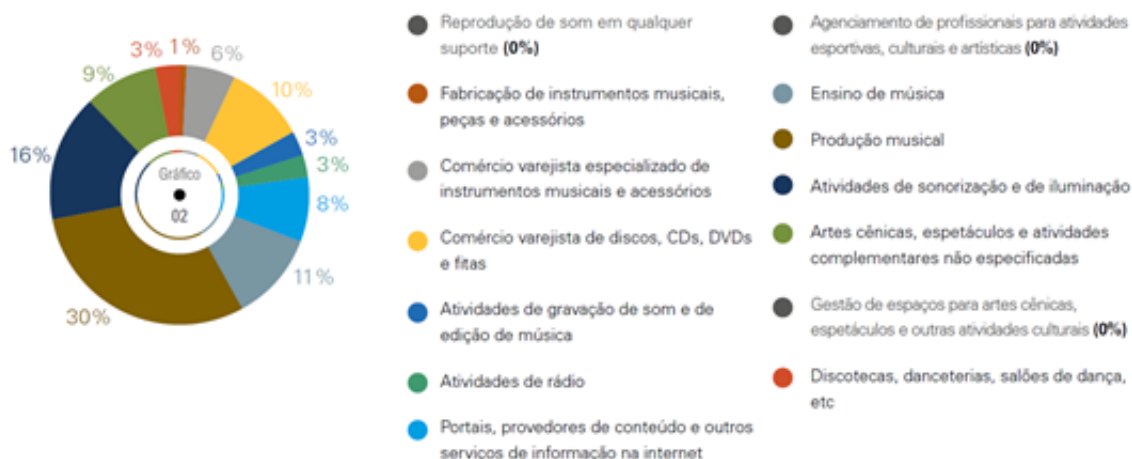 3%
1%
6%
9%
10%
3%
16%
3%
8%
11%
30%
Gráfico
02
Reprodução de som em qualquer
suporte (0%)
Fabricação de instrumentos musicais,
peças e acessórios
Comércio varejista especializado de
instrumentos musicais e acessórios
Comércio varejista de discos, CDs, DVDs
e fitas
Atividades de gravação de som e de
edição de música
Atividades de rádio
Portais, provedores de conteúdo e outros
serviços de informação na internet
Agenciamento de profissionais para atividades
esportivas, culturais e artísticas (0%)
Ensino de música
Produção musical
Atividades de sonorização e de iluminação
Artes cênicas, espetáculos e atividades
complementares não especificadas
Gestão de espaços para artes cênicas,
espetáculos e outras atividades culturais (0%)
Discotecas, danceterias, salões de dança,
etc